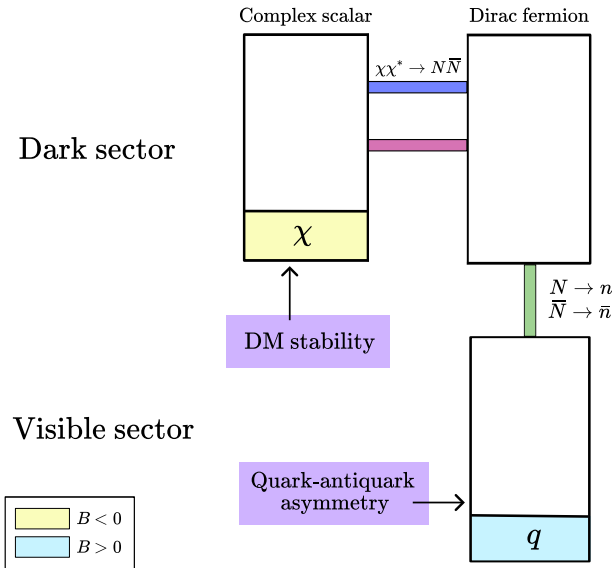 Complex scalar
Dirac fermion
χχ* → NN̅
Dark sector
χ
N → n
N̅ → n̄
DM stability
Visible sector
Quark-antiquark
asymmetry
B < 0
B > 0
q